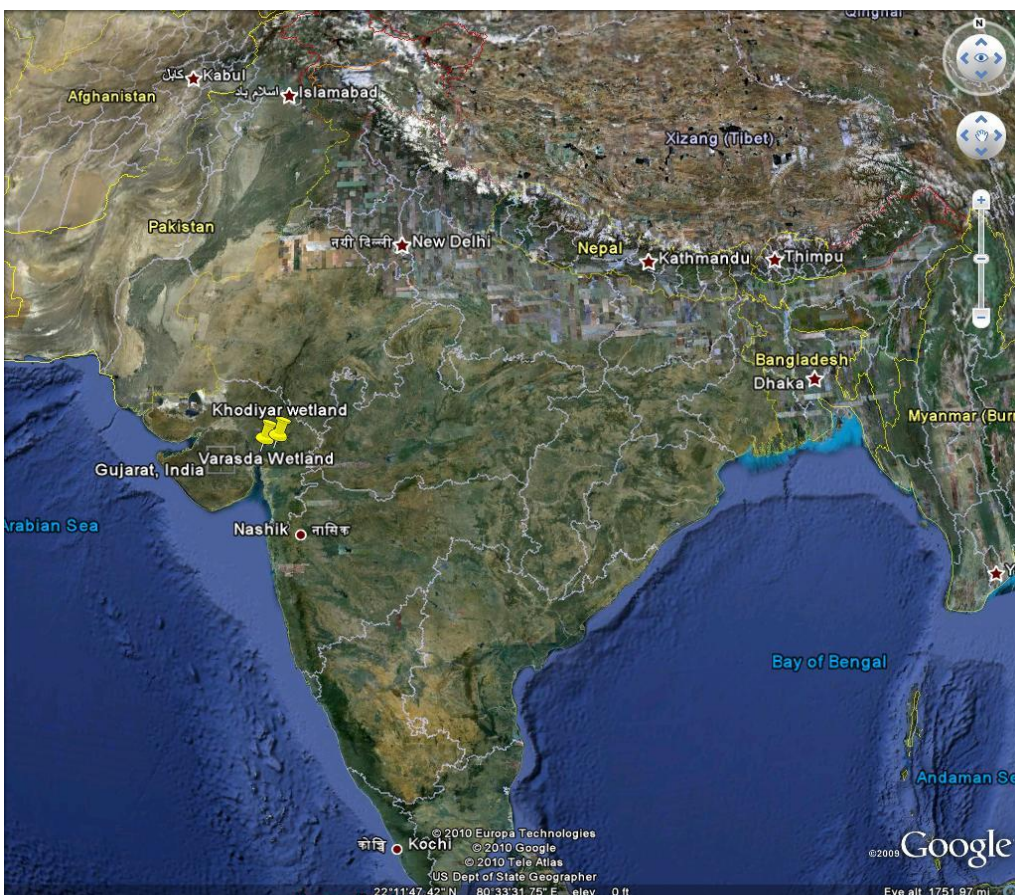 Qinghai
N
کابل Kabul
Afghanistan
اسلام باد Islamabad
Xizang (Tibet)
Pakistan
नयी दिल्ली New Delhi
Nepal
Kathmandu
Thimpu
Bangladesh
Dhaka
Khodiyar wetland
Myanmar (Burr
Varasda Wetland
Gujarat, India
Arabian Sea
Nashik नासिक
Y
Bay of Bengal
Andaman Se
© 2010 Europa Technologies
कोच्चि Kochi
© 2010 Google
© 2010 Tele Atlas
US Dept of State Geographer
©2009 Google
22°11'47.42" N 80°33'31.75" E elev 0 ft
Eye alt 1751.97 mi